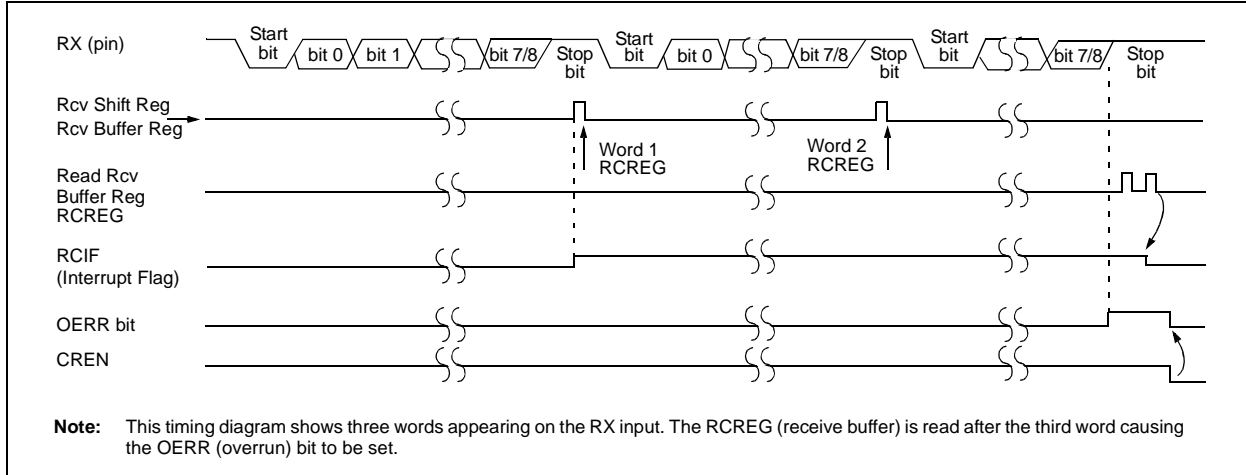 RX (pin)
Start bit
bit 0
bit 1
bit 7/8
Stop bit
Start bit
bit 0
bit 7/8
Stop bit
Start bit
bit 7/8
Stop bit
Rcv Shift Reg
Rcv Buffer Reg
Word 1
RCREG
Word 2
RCREG
Read Rcv
Buffer Reg
RCREG
RCIF
(Interrupt Flag)
OERR bit
CREN
Note: This timing diagram shows three words appearing on the RX input. The RCREG (receive buffer) is read after the third word causing
the OERR (overrun) bit to be set.